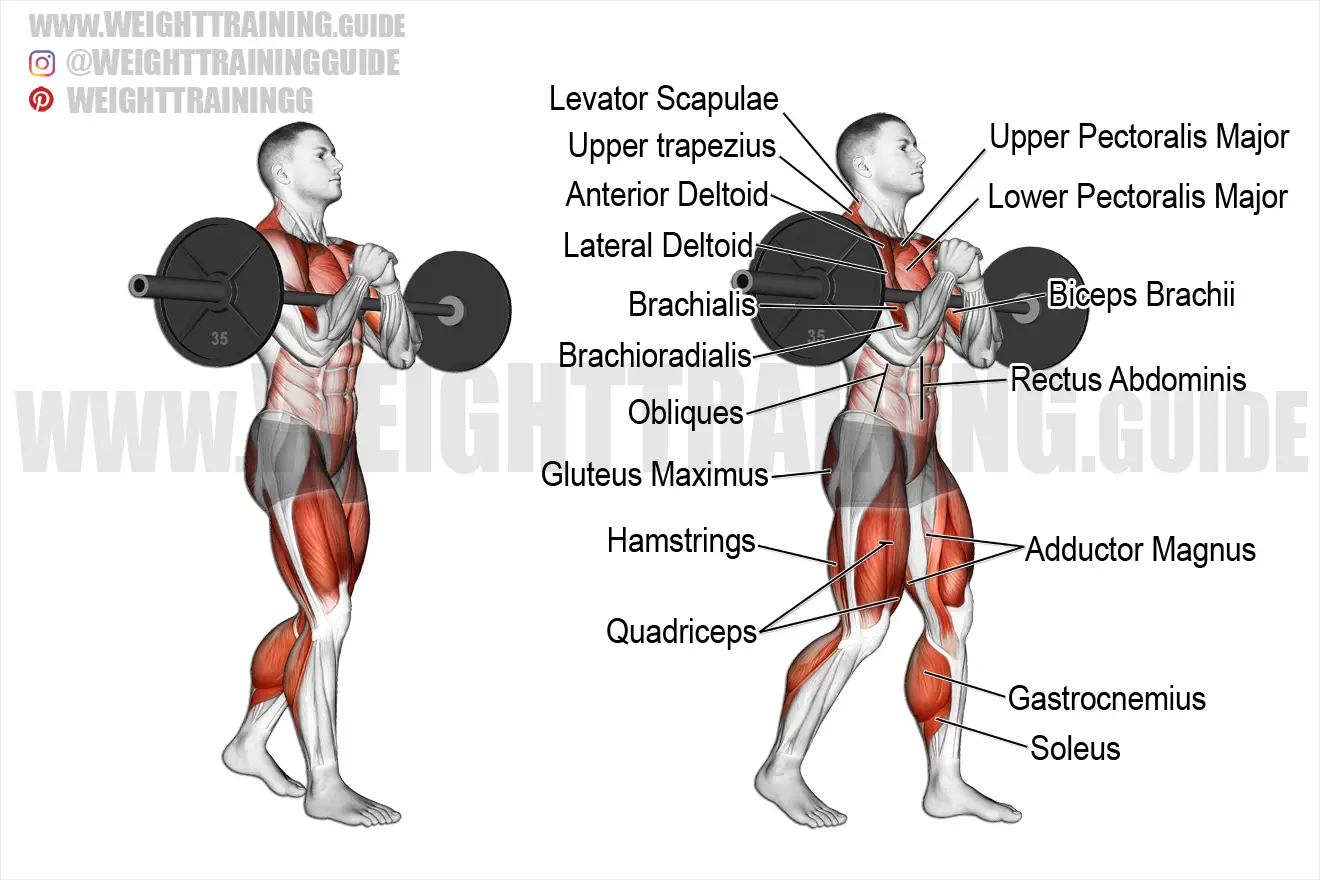 WWW.WEIGHTTRAINING.GUIDE
@WEIGHTTRAININGGUIDE
WEIGHTTRAININGG
Levator Scapulae
Upper trapezius
Anterior Deltoid
Lateral Deltoid
Brachialis
Brachioradialis
Obliques
Gluteus Maximus
Hamstrings
Quadriceps
Upper Pectoralis Major
Lower Pectoralis Major
Biceps Brachii
Rectus Abdominis
Adductor Magnus
Gastrocnemius
Soleus
35
35
WWW.WEIGHTTRAINING.GUIDE